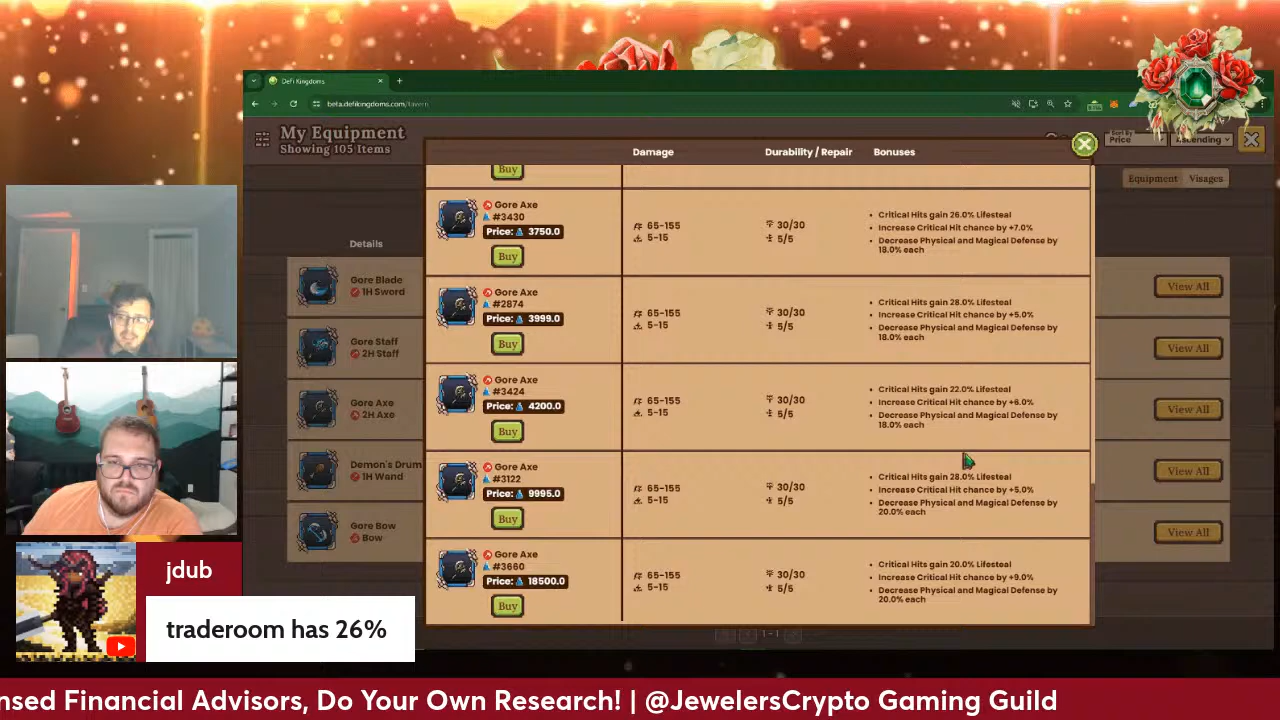 Defi Kingdoms
beta.defikingdoms.com/tavern
My Equipment
Showing 105 Items
Sort By
Price
Ascending
Equipment
Visages
Details
Damage
Durability / Repair
Bonuses
Buy
Gore Axe
#3430
Price: 3750.0
Buy
65-155
5-15
30/30
5/5
Critical Hits gain 26.0% Lifesteal
Increase Critical Hit chance by +7.0%
Decrease Physical and Magical Defense by
18.0% each
Gore Axe
#2874
Price: 3999.0
Buy
65-155
5-15
30/30
5/5
Critical Hits gain 28.0% Lifesteal
Increase Critical Hit chance by +5.0%
Decrease Physical and Magical Defense by
18.0% each
Gore Axe
#3424
Price: 4200.0
Buy
65-155
5-15
30/30
5/5
Critical Hits gain 22.0% Lifesteal
Increase Critical Hit chance by +6.0%
Decrease Physical and Magical Defense by
18.0% each
Gore Axe
#3122
Price: 9995.0
Buy
65-155
5-15
30/30
5/5
Critical Hits gain 28.0% Lifesteal
Increase Critical Hit chance by +5.0%
Decrease Physical and Magical Defense by
20.0% each
Gore Axe
#3660
Price: 18500.0
Buy
65-155
5-15
30/30
5/5
Critical Hits gain 20.0% Lifesteal
Increase Critical Hit chance by +9.0%
Decrease Physical and Magical Defense by
20.0% each
Gore Blade
1H Sword
View All
Gore Staff
2H Staff
View All
Gore Axe
2H Axe
View All
Demon's Drum
1H Wand
View All
Gore Bow
Bow
View All
1 - 1
jdub
traderoom has 26%
nsed Financial Advisors, Do Your Own Research! | @JewelersCrypto Gaming Guild